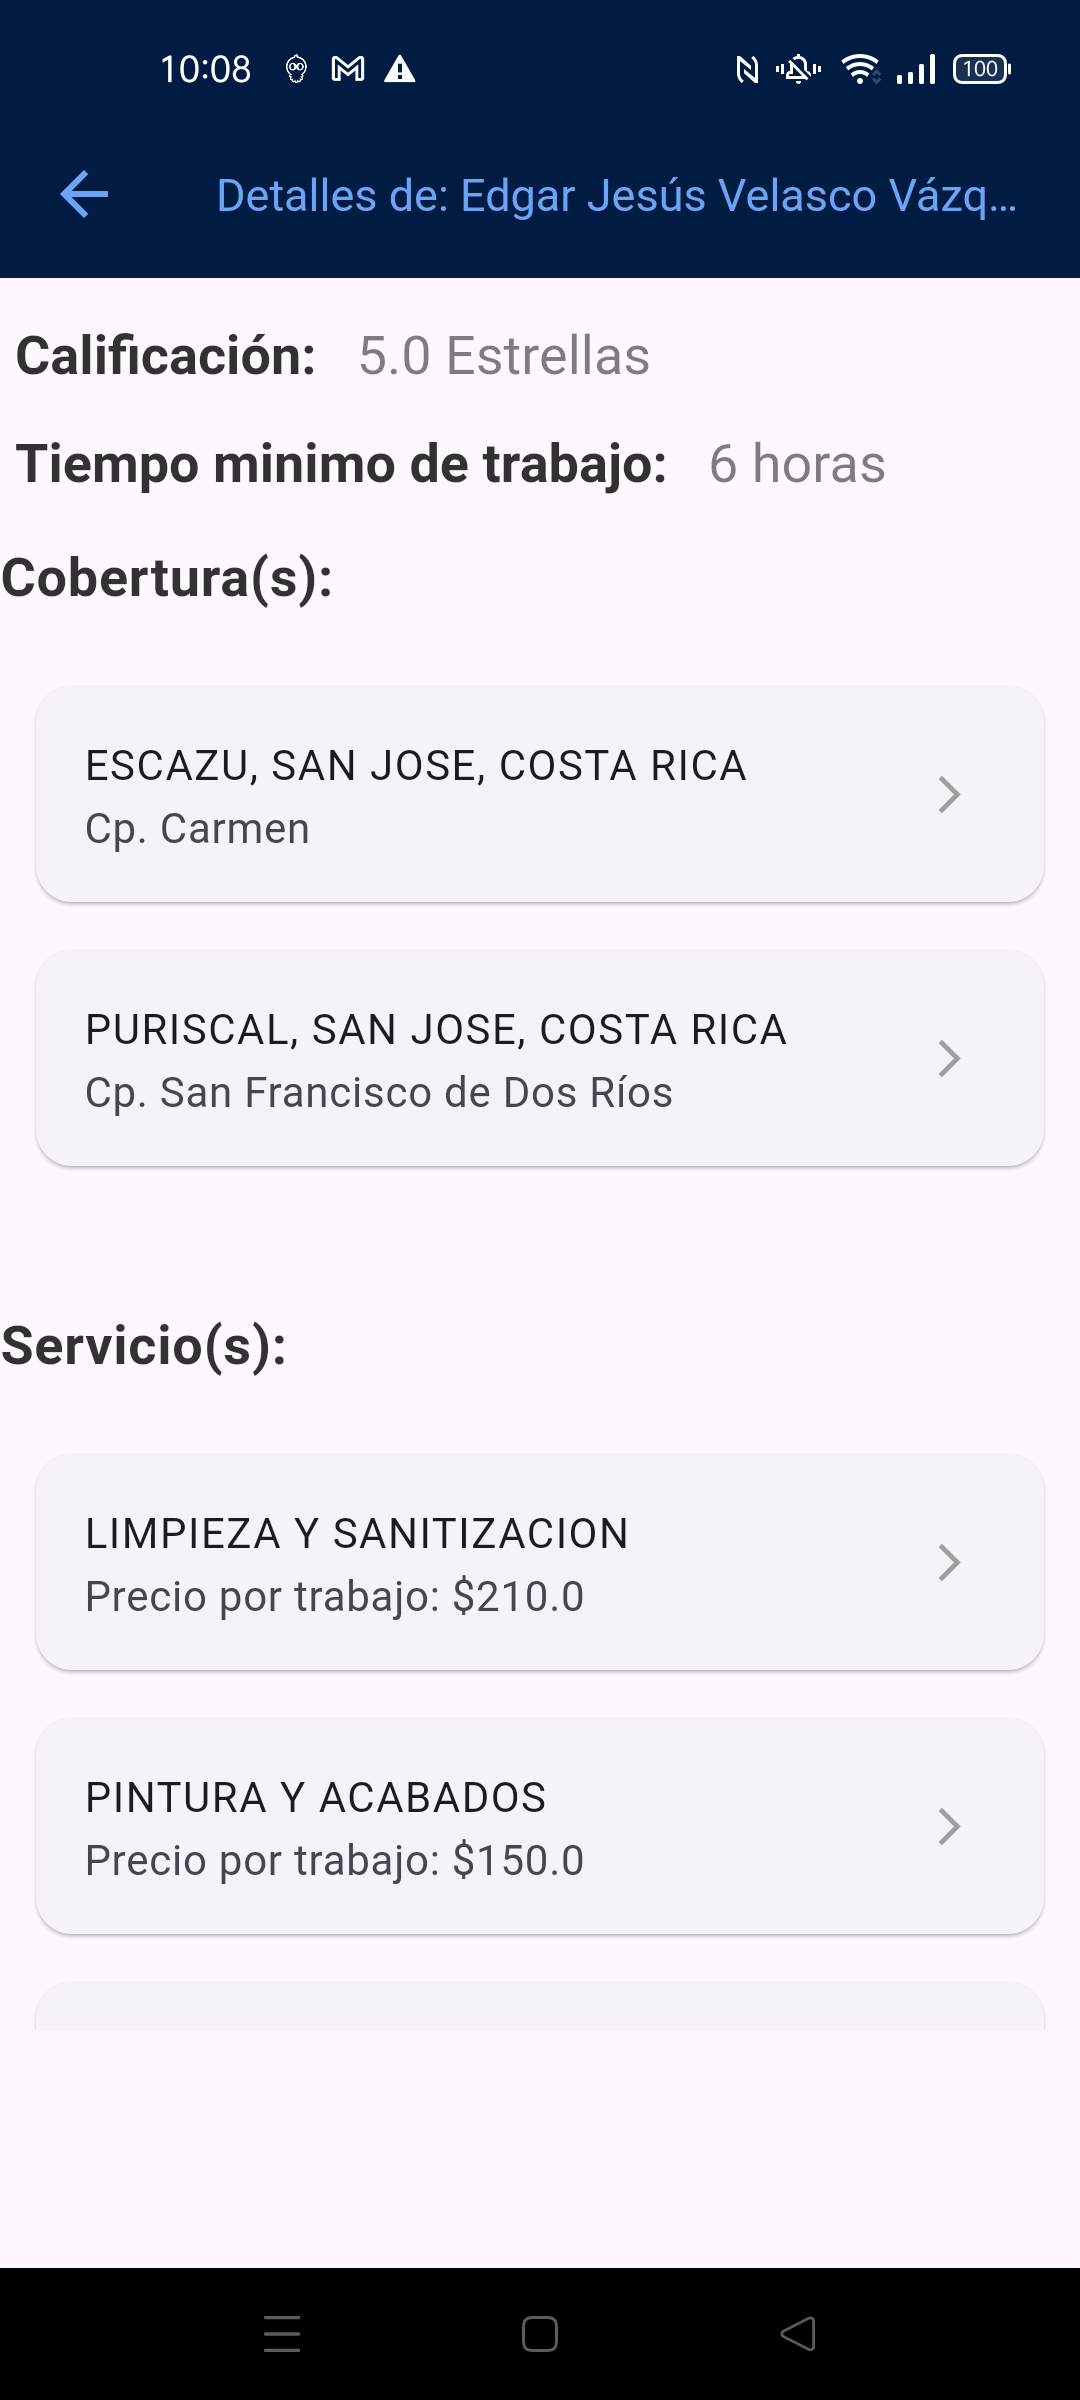 10:08
100
Detalles de: Edgar Jesús Velasco Vázq...
Calificación: 5.0 Estrellas
Tiempo minimo de trabajo: 6 horas
Cobertura(s):
ESCAZU, SAN JOSE, COSTA RICA
Cp. Carmen
PURISCAL, SAN JOSE, COSTA RICA
Cp. San Francisco de Dos Ríos
Servicio(s):
LIMPIEZA Y SANITIZACION
Precio por trabajo: $210.0
PINTURA Y ACABADOS
Precio por trabajo: $150.0